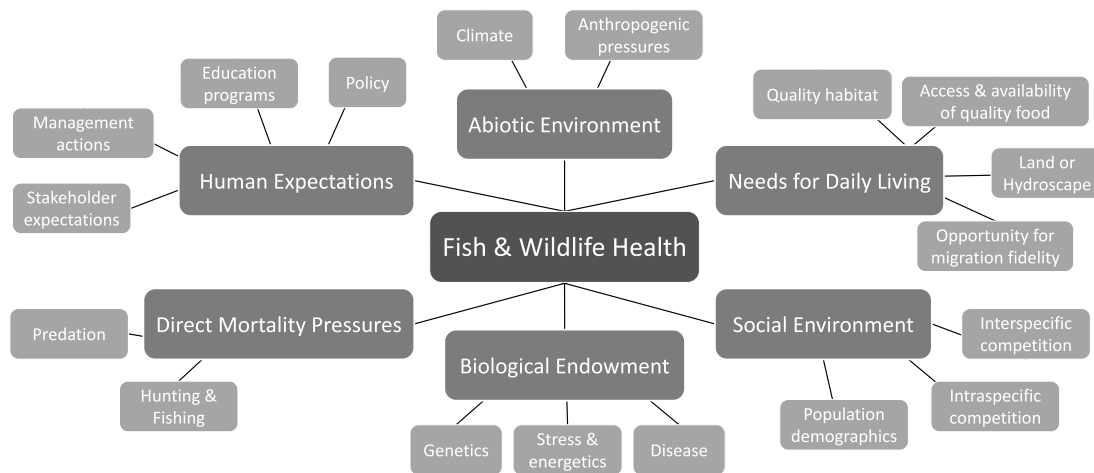 Climate
Anthropogenic
pressures
Education
programs
Policy
Quality habitat
Access & availability
of quality food
Management
actions
Abiotic Environment
Human Expectations
Needs for Daily Living
Land or
Hydroscape
Stakeholder
expectations
Fish & Wildlife Health
Opportunity for
migration fidelity
Direct Mortality Pressures
Social Environment
Predation
Interspecific
competition
Biological Endowment
Hunting &
Fishing
Intraspecific
competition
Population
demographics
Genetics
Stress &
energetics
Disease